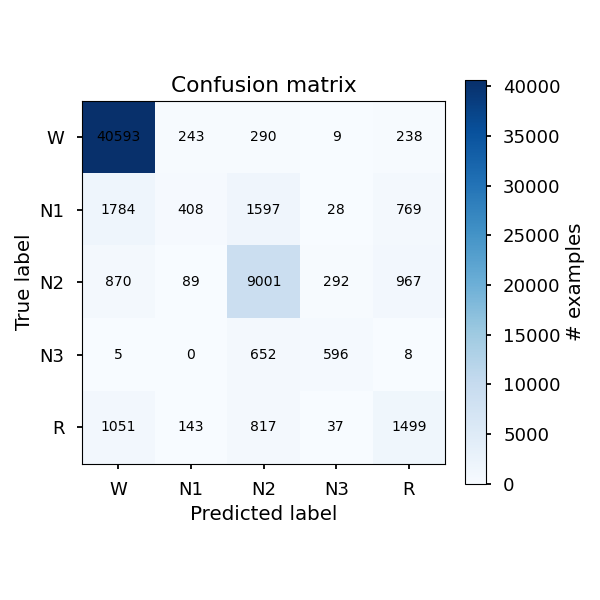 Confusion matrix
W 40593 243 290 9 238
N1 1784 408 1597 28 769
N2 870 89 9001 292 967
N3 5 0 652 596 8
R 1051 143 817 37 1499
W N1 N2 N3 R
Predicted label
True label
40000
35000
30000
25000
20000
15000
10000
5000
0
# examples